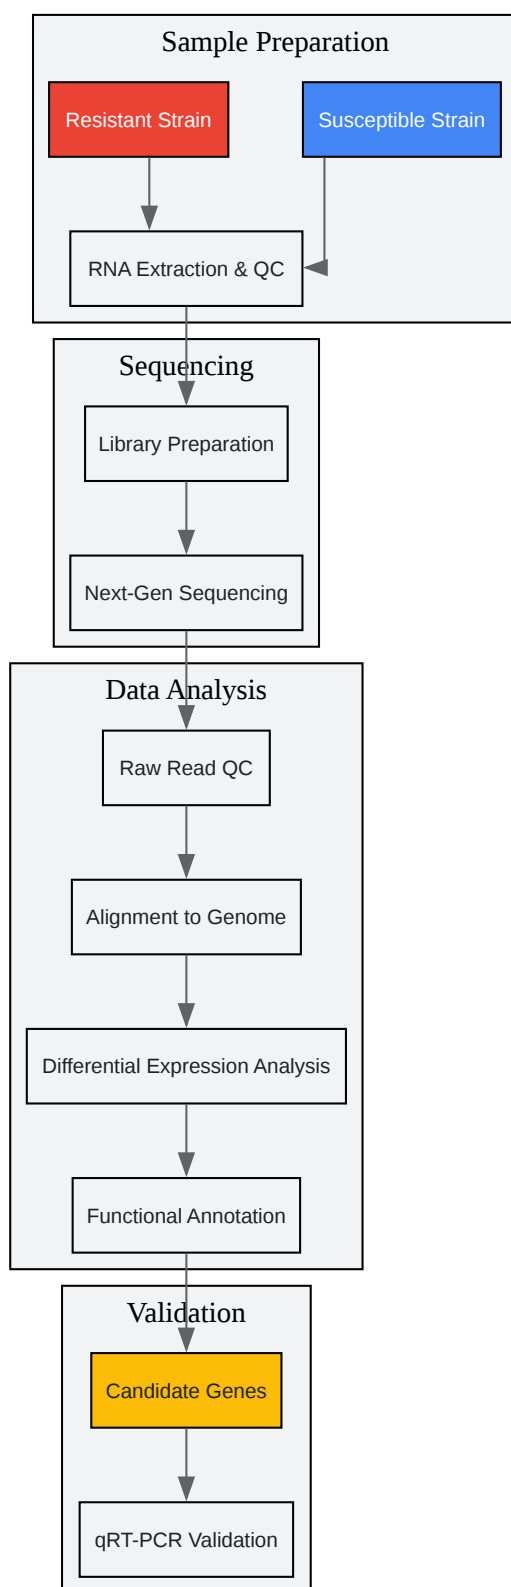 Sample Preparation
Resistant Strain
Susceptible Strain
RNA Extraction & QC
Sequencing
Library Preparation
Next-Gen Sequencing
Data Analysis
Raw Read QC
Alignment to Genome
Differential Expression Analysis
Functional Annotation
Validation
Candidate Genes
qRT-PCR Validation